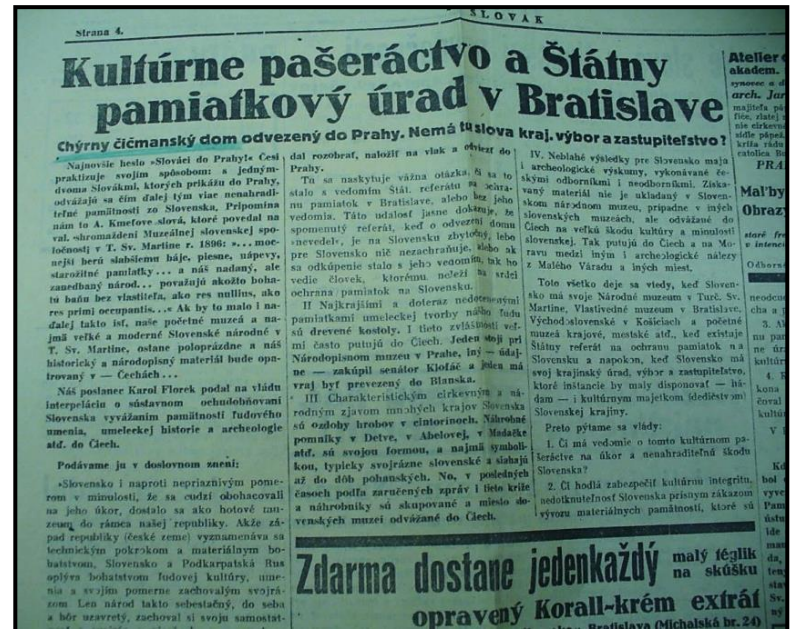 SLOVÁK
Strana 4.
Kultúrne pašeráctvo a Štátny
pamiatkový úrad v Bratislave
Chýrny čičmanský dom odvezený do Prahy. Nemá tu slova kraj. výbor a zastupiteľstvo?
Najnovšie heslo »Slováci do Prahy!« Česi
praktizuje svojim spôsobom: a jedným-
dvoma Slovákmi, ktorých prikážu do Prahy,
odvážajú sa čím ďalej tým viac nenahradi-
teľné pamätnosti zo Slovenska, Pripomína
nám to A. Kmeťove slová, ktoré povedal na
val. »shromaždení Muzeálnej slovenskej spo-
ločnosti v T. Sv. Martine r. 1896: »... moc-
nejší berú slabšiemu báje, piesne, nápevy,
starožitné pamiatky... a náš nadaný, ale
zanedbaný národ... považujú akožto boha-
tú baňu bez vlastiteľa, ako res nullius, ako
res primi occupantis...« Ak by to malo i na-
ďalej takto ísť, naše početné muzeá a na-
jmä veľké a moderné Slovenské národné v
T. Sv. Martine, ostane poloprázdne a náš
historický a národopisný materiál bude opa-
trovaný v — Čechách...
Náš poslanec Karol Florek podal na vládu
interpeláciu o sústavnom ochudobňovaní
Slovenska vyvážaním pamätností ľudového
umenia, umeleckej historie a archeologie
atď. do Čiech.
Podávame ju v doslovnom znení:
»Slovensko i naproti nepriaznivým pome-
rom v minulosti, že sa cudzí obohacovali
na jeho úkor, dostalo sa ako hotové mu-
zeum do rámca našej republiky. Akže zá-
pad republiky (české zeme) vyznamenáva sa
technickým pokrokom a materiálnym bo-
hatstvom, Slovensko a Podkarpatská Rus
oplýva bohatstvom ľudovej kultúry, ume-
nia a svojím pomerne zachovalým svojrá-
zom Len národ takto sebestačný, do seba
a hôr uzavretý, zachoval si svoju samostat-
dal rozobrať, naložiť na vlak a odviezť do
Prahy.
Tu sa naskytuje vážna otázka, či sa to
stalo s vedomím Štát. referátu na ochra-
nu pamiatok v Bratislave, alebo bez jeho
vedomia. Táto udalosť jasne dokazuje, že
spomenutý referát, keď o odvezení domu
»nevedel«, je na Slovensku zbytočný, lebo
pre Slovensko nič nezachraňuje, alebo ak
sa odkúpenie stalo s jeho vedomím, tak ho
vedie človek, ktorému neleží na srdci
ochrana pamiatok na Slovensku.
II Najkrajšími a doteraz nedocenenými
pamiatkami umeleckej tvorby nášho ľudu
sú drevené kostoly. I tieto zvláštnosti veľ-
mi často putujú do Čiech. Jeden stojí pri
Národopisnom muzeu v Prahe, iný — údaj-
ne — zakúpil senátor Klofáč a jeden má
vraj byť prevezený do Blanska.
III Charakteristickým cirkevným a ná-
rodným zjavom mnohých krajov Slovenska
sú ozdoby hrobov v cintorínoch. Náhrobné
pomníky v Detve, v Abelovej, v Madačke
atď. sú svojou formou, a najmä symboli-
kou, typicky svojrázne slovenské a siahajú
až do dôb pohanských. No, v posledných
časoch podľa zaručených zpráv i tieto kríže
a náhrobníky sú skupované a miesto slo-
venských muzeí odvážané do Čiech.
IV. Neblahé výsledky pre Slovensko majú
i archeologické výskumy, vykonávané če-
skými odborníkmi i neodborníkmi. Získa-
vaný materiál nie je ukladaný v Sloven-
skom národnom muzeu, prípadne v iných
slovenských muzeách, ale odvážané do
Čiech na veľkú škodu kultúry a minulosti
slovenskej. Tak putujú do Čiech a na Mo-
ravu medzi iným i archeologické nálezy
z Malého Váradu a iných miest.
Toto všetko deje sa vtedy, keď Sloven-
sko má svoje Národné muzeum v Turč. Sv.
Martine, Vlastivedné muzeum v Bratislave,
Východoslovenské v Košiciach a početné
muzeá krajové, mestské atď., keď existuje
Štátny referát na ochranu pamiatok na
Slovensku a napokon, keď Slovensko má
svoj krajinský úrad, výbor a zastupiteľstvo,
ktoré inštancie by maly disponovať — há-
dam — i kultúrnym majetkom (dedičstvom)
Slovenskej krajiny.
Preto pýtame sa vlády:
1. Či má vedomie o tomto kultúrnom pa-
šeráctve na úkor a nenahraditeľnú škodu
Slovenska?
2. Či hodlá zabezpečiť kultúrnu integritu,
nedotknuteľnosť Slovenska prísnym zákazom
vývozu materiálnych pamätností, ktoré sú
Zdarma dostane jedenkaždý malý téglik
na skúšku
opravený Korall-krém extrát
Bratislava (Michalská br. 24)
Atelier
akadem.
arch. Jar
PRA
Maľby
Obrazy